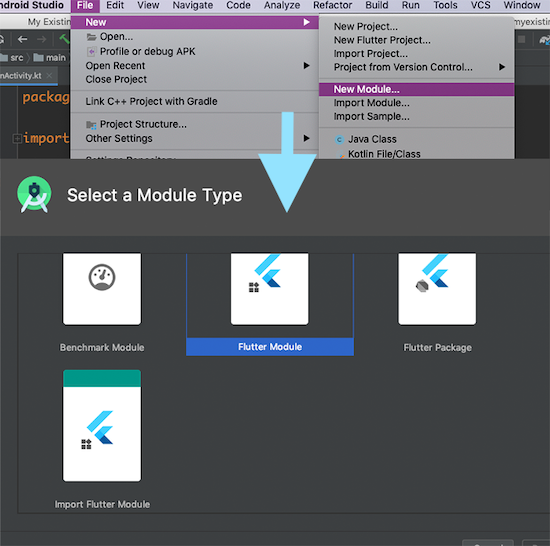 ndroid Studio File Edit View Navigate Code Analyze Refactor Build Run Tools VCS Window
My Existin
New
New Project...
myexist
Open...
New Flutter Project...
Profile or debug APK
Import Project...
src main
Open Recent
Project from Version Control...
nActivity.kt
Close Project
New Module...
packag
Link C++ Project with Gradle
Import Module...
Import Sample...
Project Structure...
import
Other Settings
Java Class
Kotlin File/Class
Settings Repository
Select a Module Type
Benchmark Module
Flutter Module
Flutter Package
Import Flutter Module